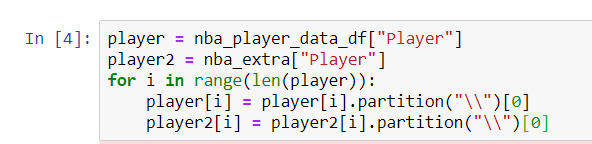 In [4]: player = nba_player_data_df["Player"]
player2 = nba_extra["Player"]
for i in range(len(player)):
    player[i] = player[i].partition("\\")[0]
    player2[i] = player2[i].partition("\\")[0]